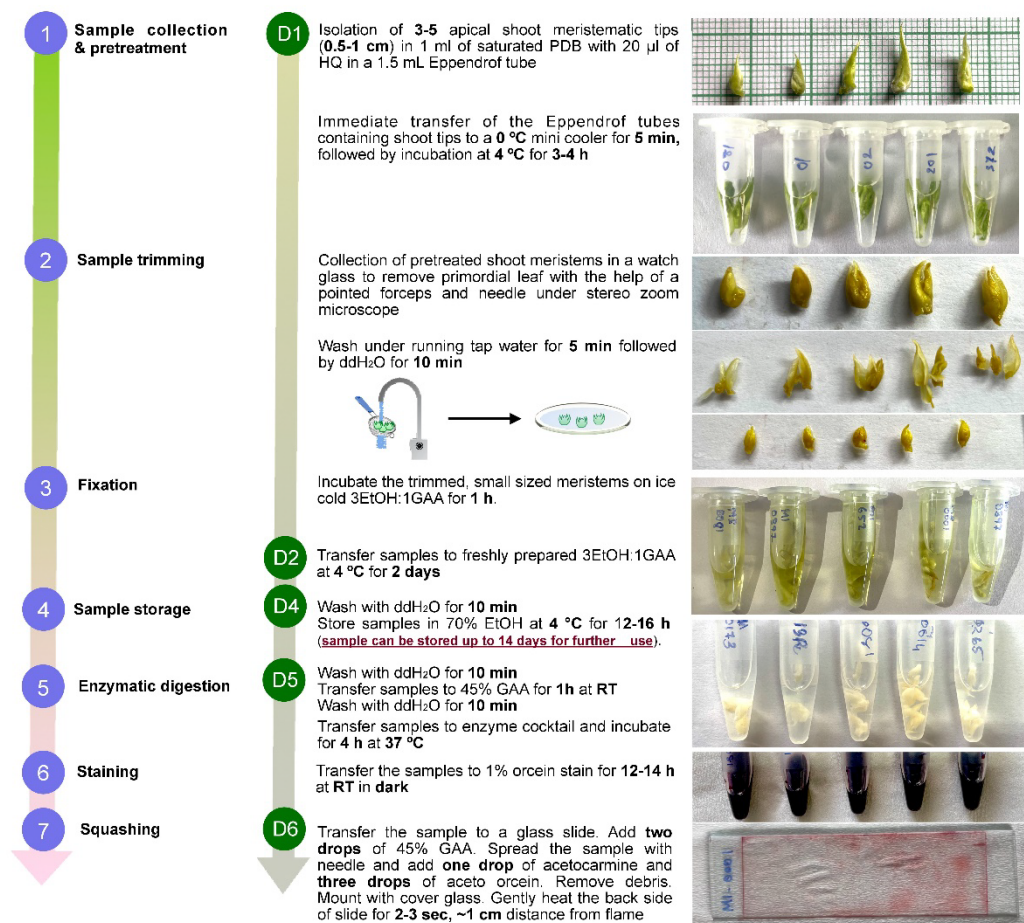 1
Sample collection
& pretreatment
D1
Isolation of 3-5 apical shoot meristematic tips
(0.5-1 cm) in 1 ml of saturated PDB with 20 µl of
HQ in a 1.5 mL Eppendrof tube
Immediate transfer of the Eppendrof tubes
containing shoot tips to a 0 ºC mini cooler for 5 min,
followed by incubation at 4 ºC for 3-4 h
180
10
20
102
275
2
Sample trimming
Collection of pretreated shoot meristems in a watch
glass to remove primordial leaf with the help of a
pointed forceps and needle under stereo zoom
microscope
Wash under running tap water for 5 min followed
by ddH₂O for 10 min
3
Fixation
Incubate the trimmed, small sized meristems on ice
cold 3EtOH:1GAA for 1 h.
D2
Transfer samples to freshly prepared 3EtOH:1GAA
at 4 ºC for 2 days
4
Sample storage
D4
Wash with ddH₂O for 10 min
Store samples in 70% EtOH at 4 ºC for 12-16 h
(sample can be stored up to 14 days for further use).
5
Enzymatic digestion
D5
Wash with ddH₂O for 10 min
Transfer samples to 45% GAA for 1h at RT
Wash with ddH₂O for 10 min
Transfer samples to enzyme cocktail and incubate
for 4 h at 37 ºC
6
Staining
Transfer the samples to 1% orcein stain for 12-14 h
at RT in dark
7
Squashing
D6
Transfer the sample to a glass slide. Add two
drops of 45% GAA. Spread the sample with
needle and add one drop of acetocarmine and
three drops of aceto orcein. Remove debris.
Mount with cover glass. Gently heat the back side
of slide for 2-3 sec, ~1 cm distance from flame